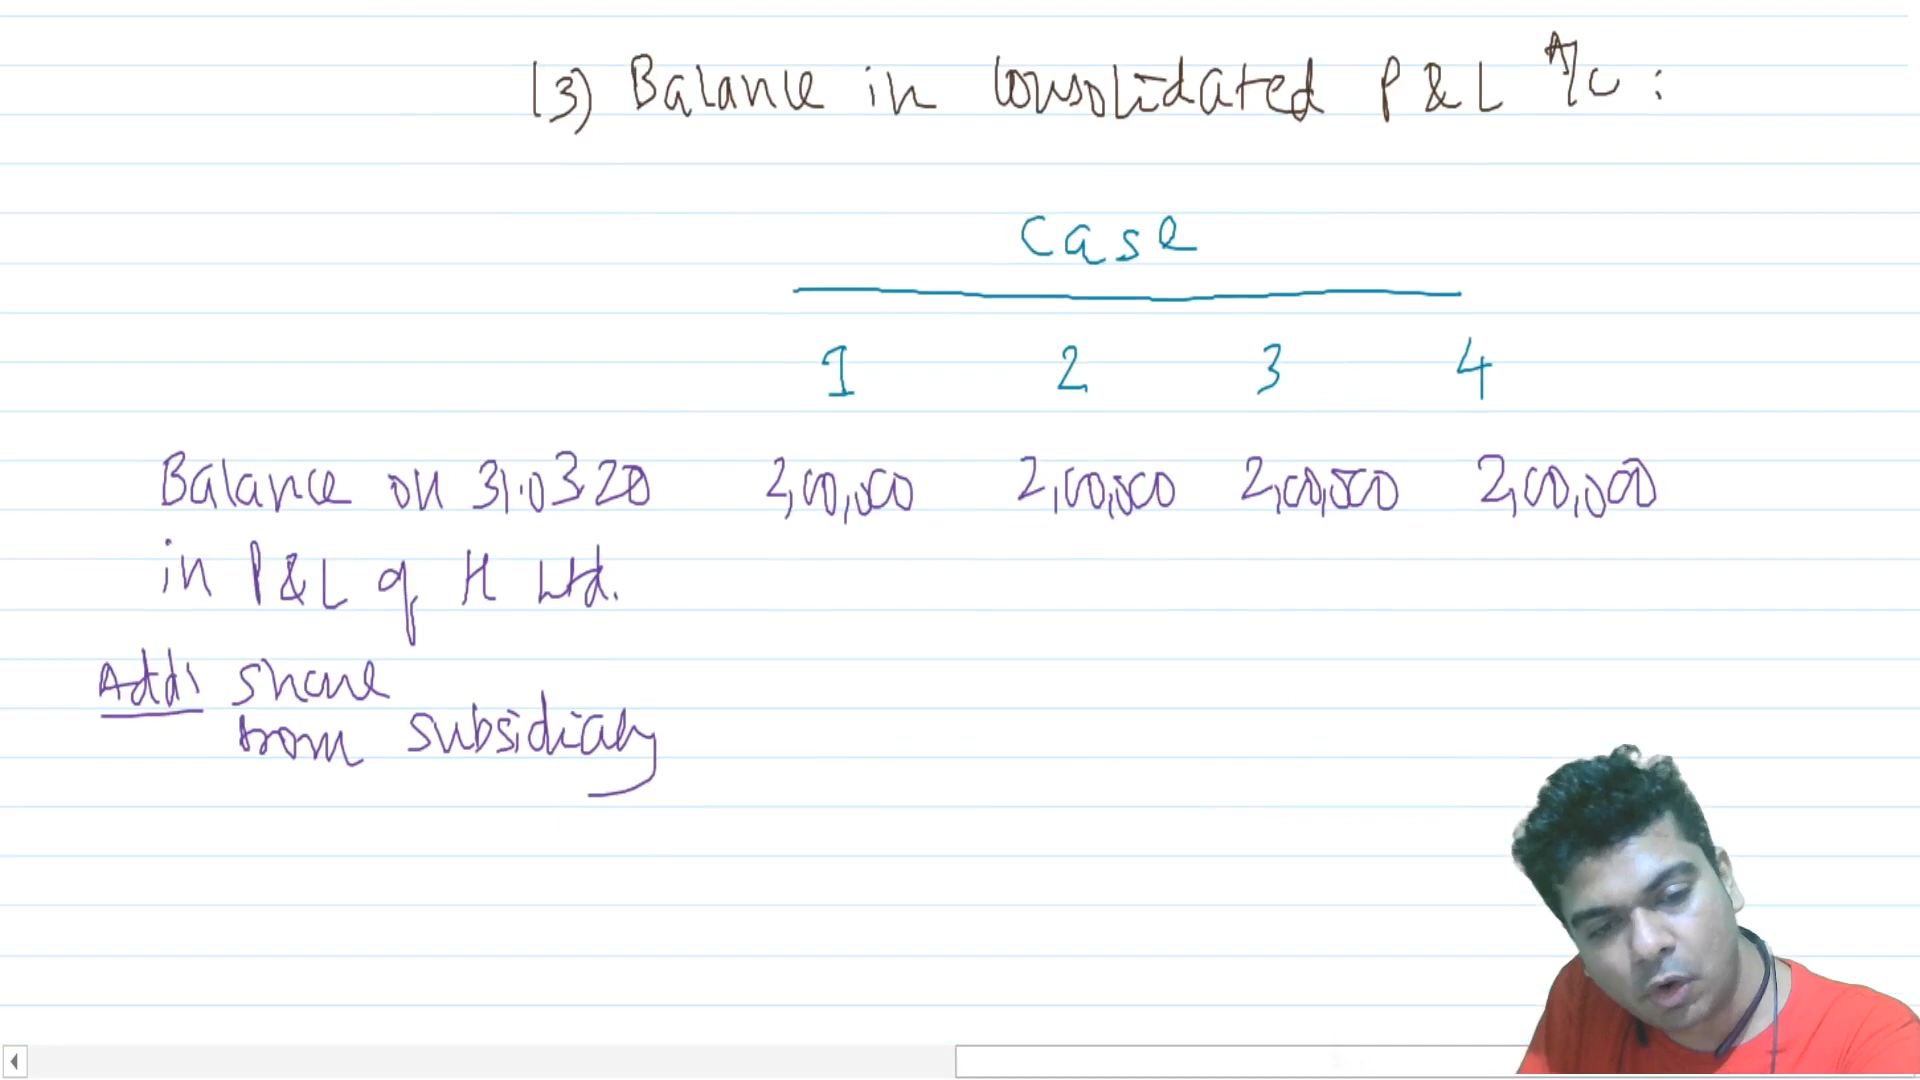 (3) Balance in Consolidated P & L A/c :
Case
1 2 3 4
Balance on 31.03.20 2,00,000 2,00,000 2,00,000 2,00,000
in P&L of H Ltd.
Add: Share
from subsidiary